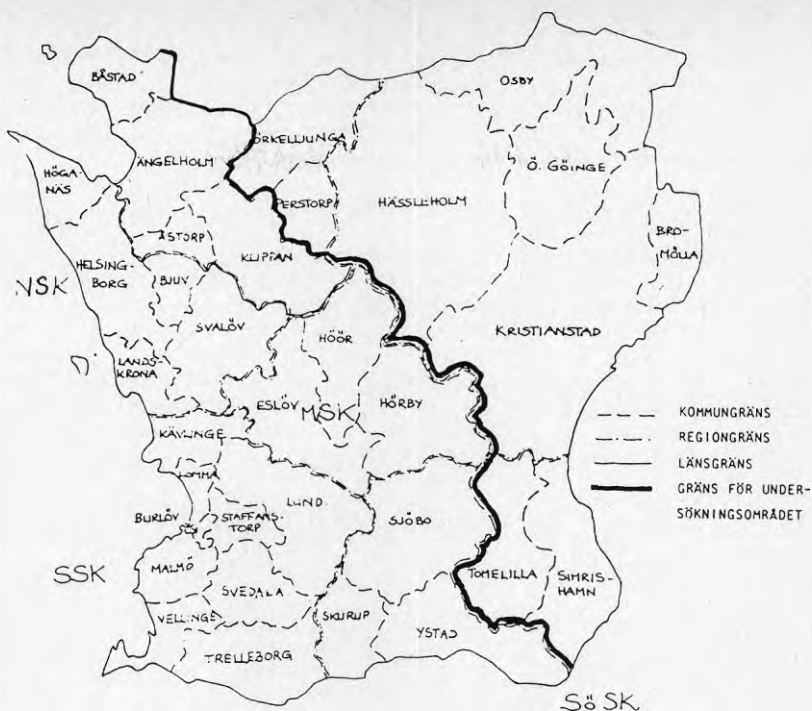 BÅSTAD
OSBY
ÖRKELLJUNGA
HÖGA-
NÄS
ÄNGELHOLM
Ö. GÖINGE
PERSTORP
HÄSSLEHOLM
BRO-
MÖLLA
ÅSTORP
KLIPPAN
HELSING-
BORG
BJUV
NSK
SVALÖV
HÖÖR
KRISTIANSTAD
LANDS-
KRONA
ESLÖV
MSK
HÖRBY
KÄVLINGE
LOMMA
LUND
BURLÖV
STAFFANS-
TORP
SJÖBO
MALMÖ
SSK
SVEDALA
TOMELILLA
SIMRIS-
HAMN
VELLINGE
SKURUP
YSTAD
TRELLEBORG
SÖSK
KOMMUNGRÄNS
REGIONGRÄNS
LÄNSGRÄNS
GRÄNS FÖR UNDER-
SÖKNINGSOMRÅDET